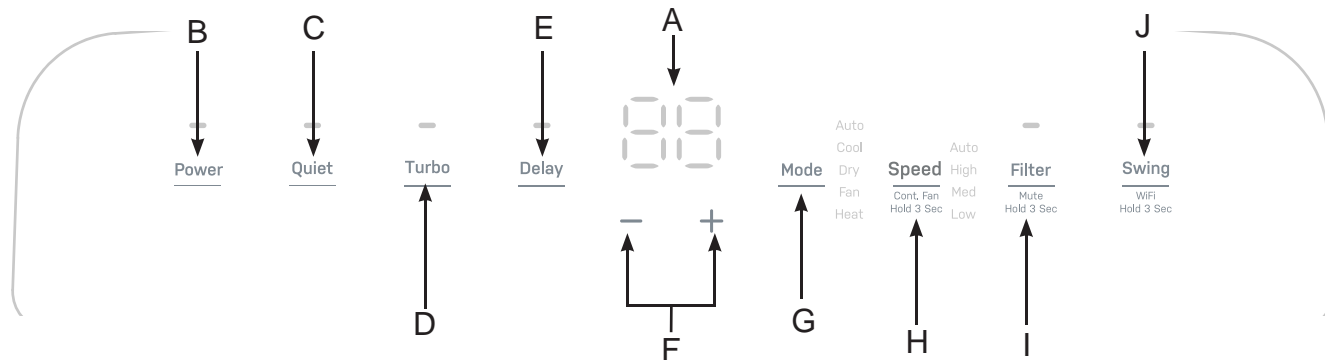 A
B
C
E
J
88
Power
Quiet
Turbo
Delay
Mode
Auto
Cool
Dry
Fan
Heat
Speed
Cont. Fan
Hold 3 Sec
Auto
High
Med
Low
Filter
Mute
Hold 3 Sec
Swing
WiFi
Hold 3 Sec
− +
D
F
G
H
I